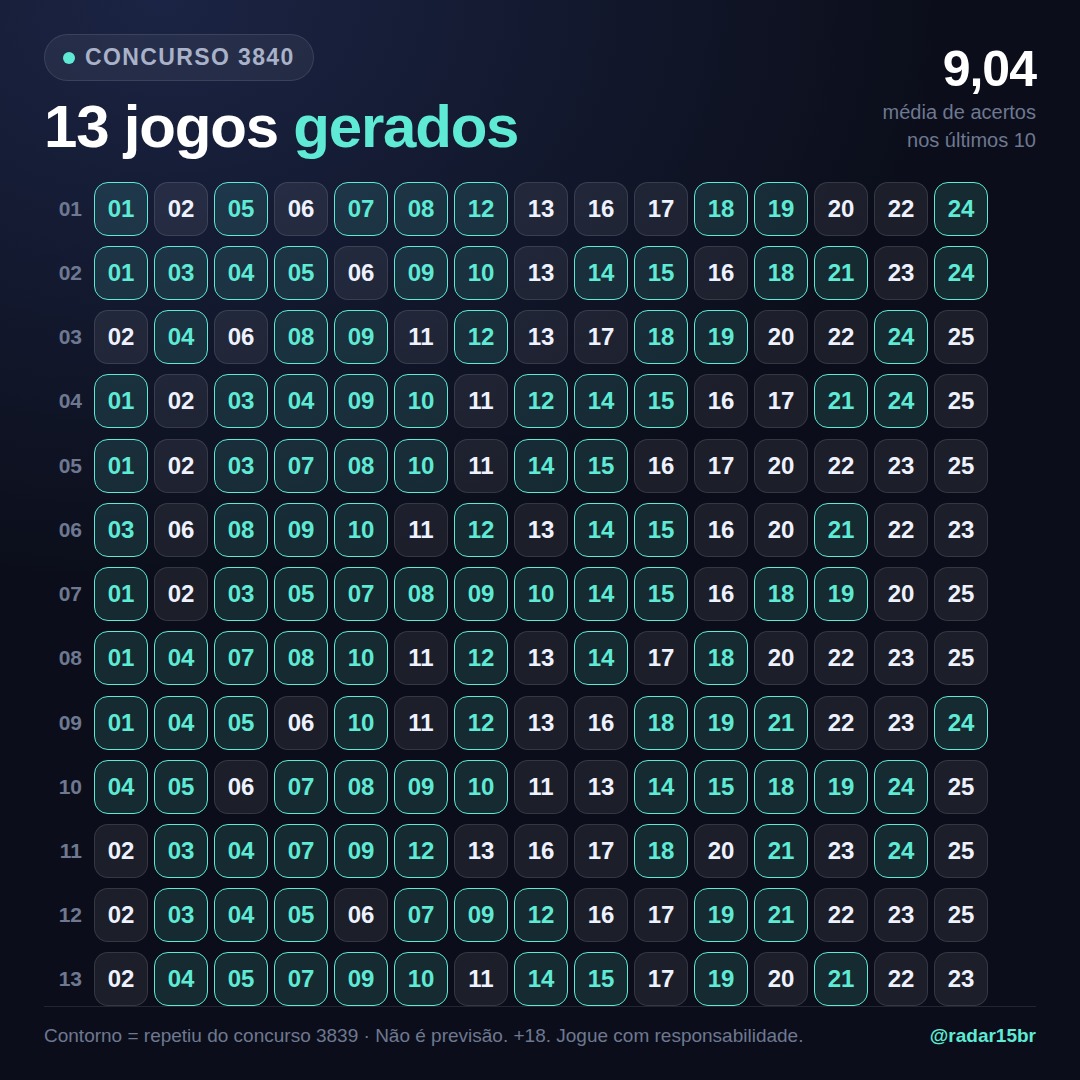 CONCURSO 3840
13 jogos gerados
9,04
média de acertos
nos últimos 10
01 01 02 05 06 07 08 12 13 16 17 18 19 20 22 24
02 01 03 04 05 06 09 10 13 14 15 16 18 21 23 24
03 02 04 06 08 09 11 12 13 17 18 19 20 22 24 25
04 01 02 03 04 09 10 11 12 14 15 16 17 21 24 25
05 01 02 03 07 08 10 11 14 15 16 17 20 22 23 25
06 03 06 08 09 10 11 12 13 14 15 16 20 21 22 23
07 01 02 03 05 07 08 09 10 14 15 16 18 19 20 25
08 01 04 07 08 10 11 12 13 14 17 18 20 22 23 25
09 01 04 05 06 10 11 12 13 16 18 19 21 22 23 24
10 04 05 06 07 08 09 10 11 13 14 15 18 19 24 25
11 02 03 04 07 09 12 13 16 17 18 20 21 23 24 25
12 02 03 04 05 06 07 09 12 16 17 19 21 22 23 25
13 02 04 05 07 09 10 11 14 15 17 19 20 21 22 23
Contorno = repetiu do concurso 3839 · Não é previsão. +18. Jogue com responsabilidade.
@radar15br